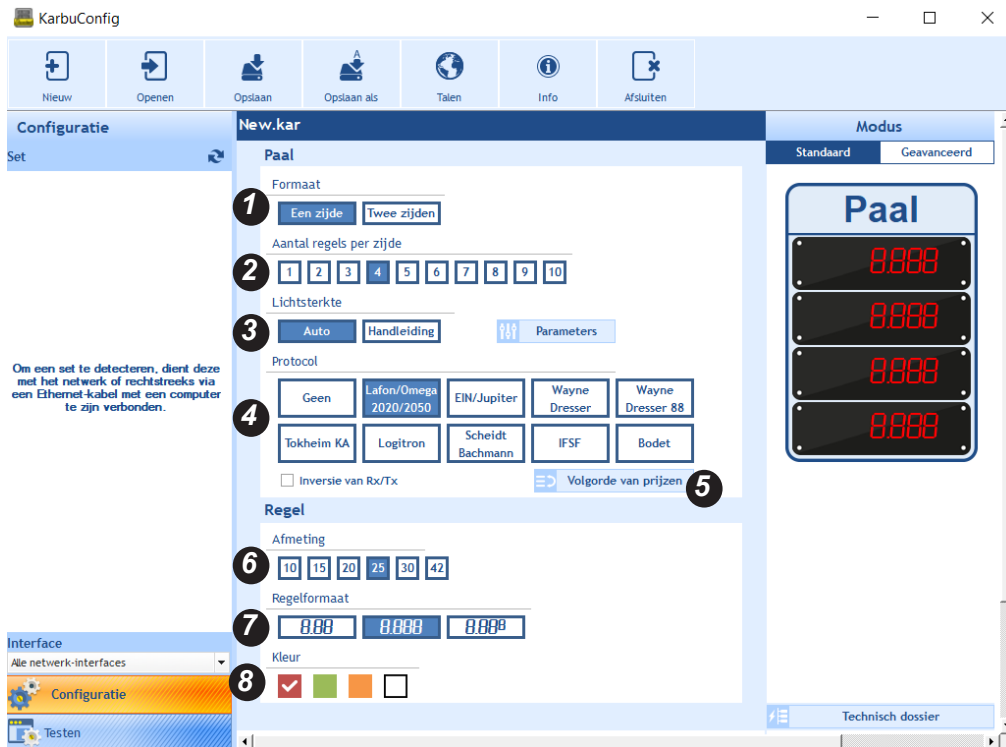 KarbuConfig
Nieuw
Openen
Opslaan
A
Opslaan als
Talen
Info
Afsluiten
Configuratie
Set
Om een set te detecteren, dient deze
met het netwerk of rechtstreeks via
een Ethernet-kabel met een computer
te zijn verbonden.
Interface
Alle netwerk-interfaces
Configuratie
Testen
New.kar
Paal
Formaat
1
Een zijde
Twee zijden
Aantal regels per zijde
2
1 2 3 4 5 6 7 8 9 10
Lichtsterkte
3
Auto
Handleiding
Parameters
Protocol
4
Geen
Lafon/Omega
2020/2050
EIN/Jupiter
Wayne
Dresser
Wayne
Dresser 88
Tokheim KA
Logitron
Scheidt
Bachmann
IFSF
Bodet
Inversie van Rx/Tx
Volgorde van prijzen
5
Regel
Afmeting
6
10 15 20 25 30 42
Regelformaat
7
8.88
8.888
8.888
Kleur
8
Modus
Standaard
Geavanceerd
Paal
8.888
8.888
8.888
8.888
Technisch dossier